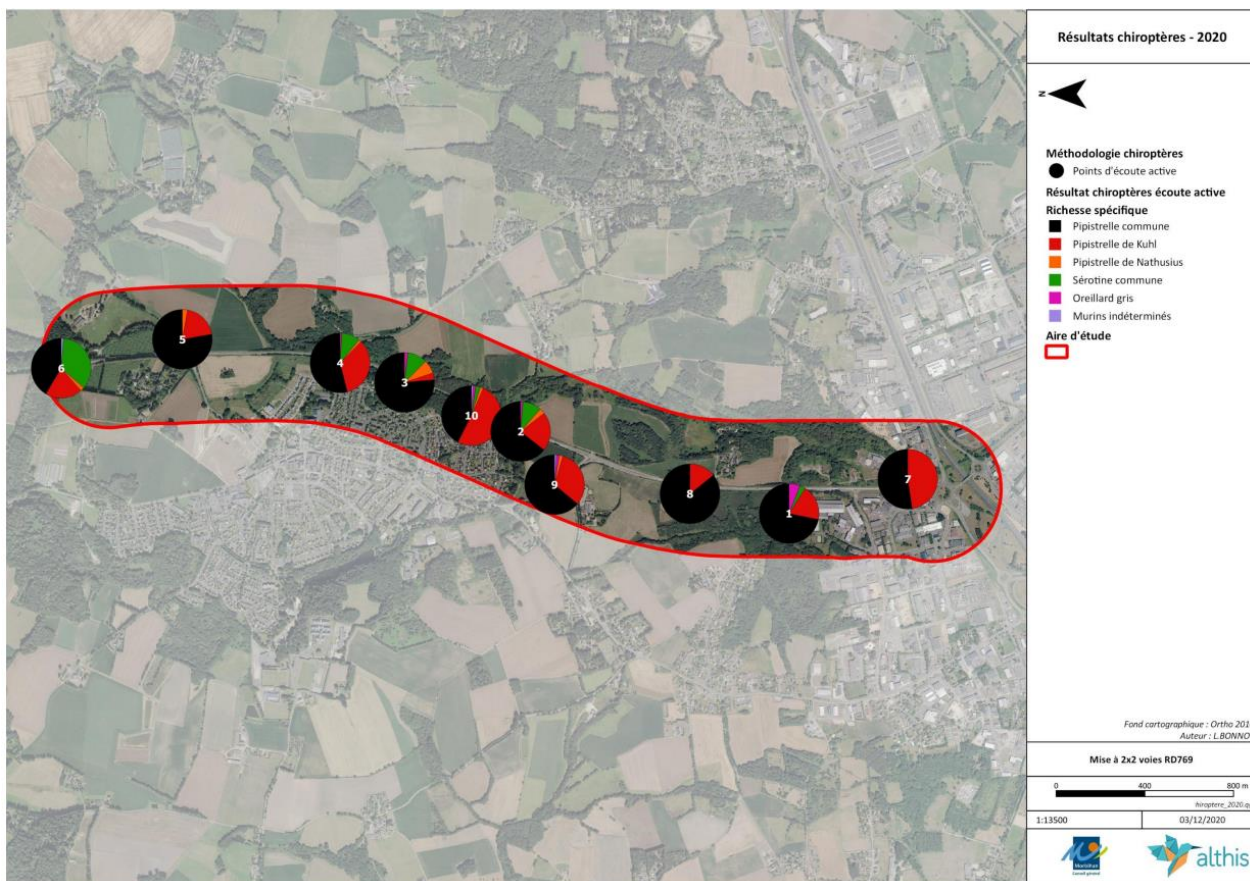 Résultats chiroptères - 2020
N
Méthodologie chiroptères
Points d'écoute active
Résultat chiroptères écoute active
Richesse spécifique
Pipistrelle commune
Pipistrelle de Kuhl
Pipistrelle de Nathusius
Sérotine commune
Oreillard gris
Murins indéterminés
Aire d'étude
5
6
4
3
10
2
9
8
7
1
Fond cartographique : Ortho 201
Auteur : L.BONNO
Mise à 2x2 voies RD769
0 400 800 m
hiroptere_2020.q
1:13500 03/12/2020
Morbihan
althis